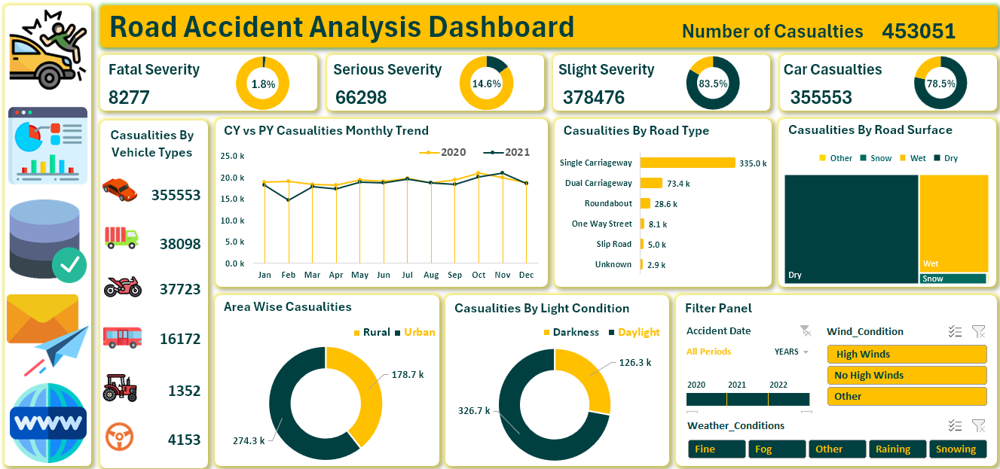 Road Accident Analysis Dashboard
Number of Casualties 453051
Fatal Severity
8277
1.8%
Serious Severity
66298
14.6%
Slight Severity
378476
83.5%
Car Casualties
355553
78.5%
Casualities By
Vehicle Types
355553
38098
37723
16172
1352
4153
CY vs PY Casualities Monthly Trend
2020 2021
25.0 k
20.0 k
15.0 k
10.0 k
5.0 k
0.0 k
Jan Feb Mar Apr May Jun Jul Aug Sep Oct Nov Dec
Casualities By Road Type
Single Carriageway 335.0 k
Dual Carriageway 73.4 k
Roundabout 28.6 k
One Way Street 8.1 k
Slip Road 5.0 k
Unknown 2.9 k
Casualities By Road Surface
Other Snow Wet Dry
Dry
Wet
Snow
Area Wise Casualities
Rural Urban
178.7 k
274.3 k
Casualities By Light Condition
Darkness Daylight
126.3 k
326.7 k
Filter Panel
Accident Date
All Periods YEARS
2020 2021 2022
Wind_Condition
High Winds
No High Winds
Other
Weather_Conditions
Fine Fog Other Raining Snowing
WWW